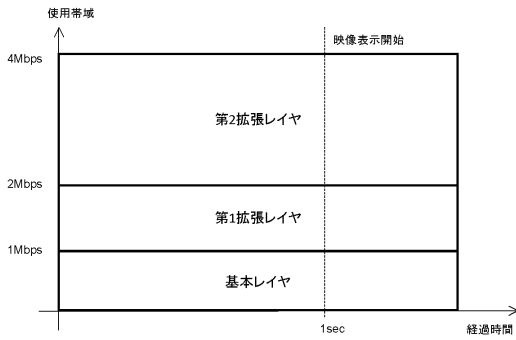 使用帯域
映像表示開始
4Mbps
第2拡張レイヤ
2Mbps
第1拡張レイヤ
1Mbps
基本レイヤ
1sec
経過時間